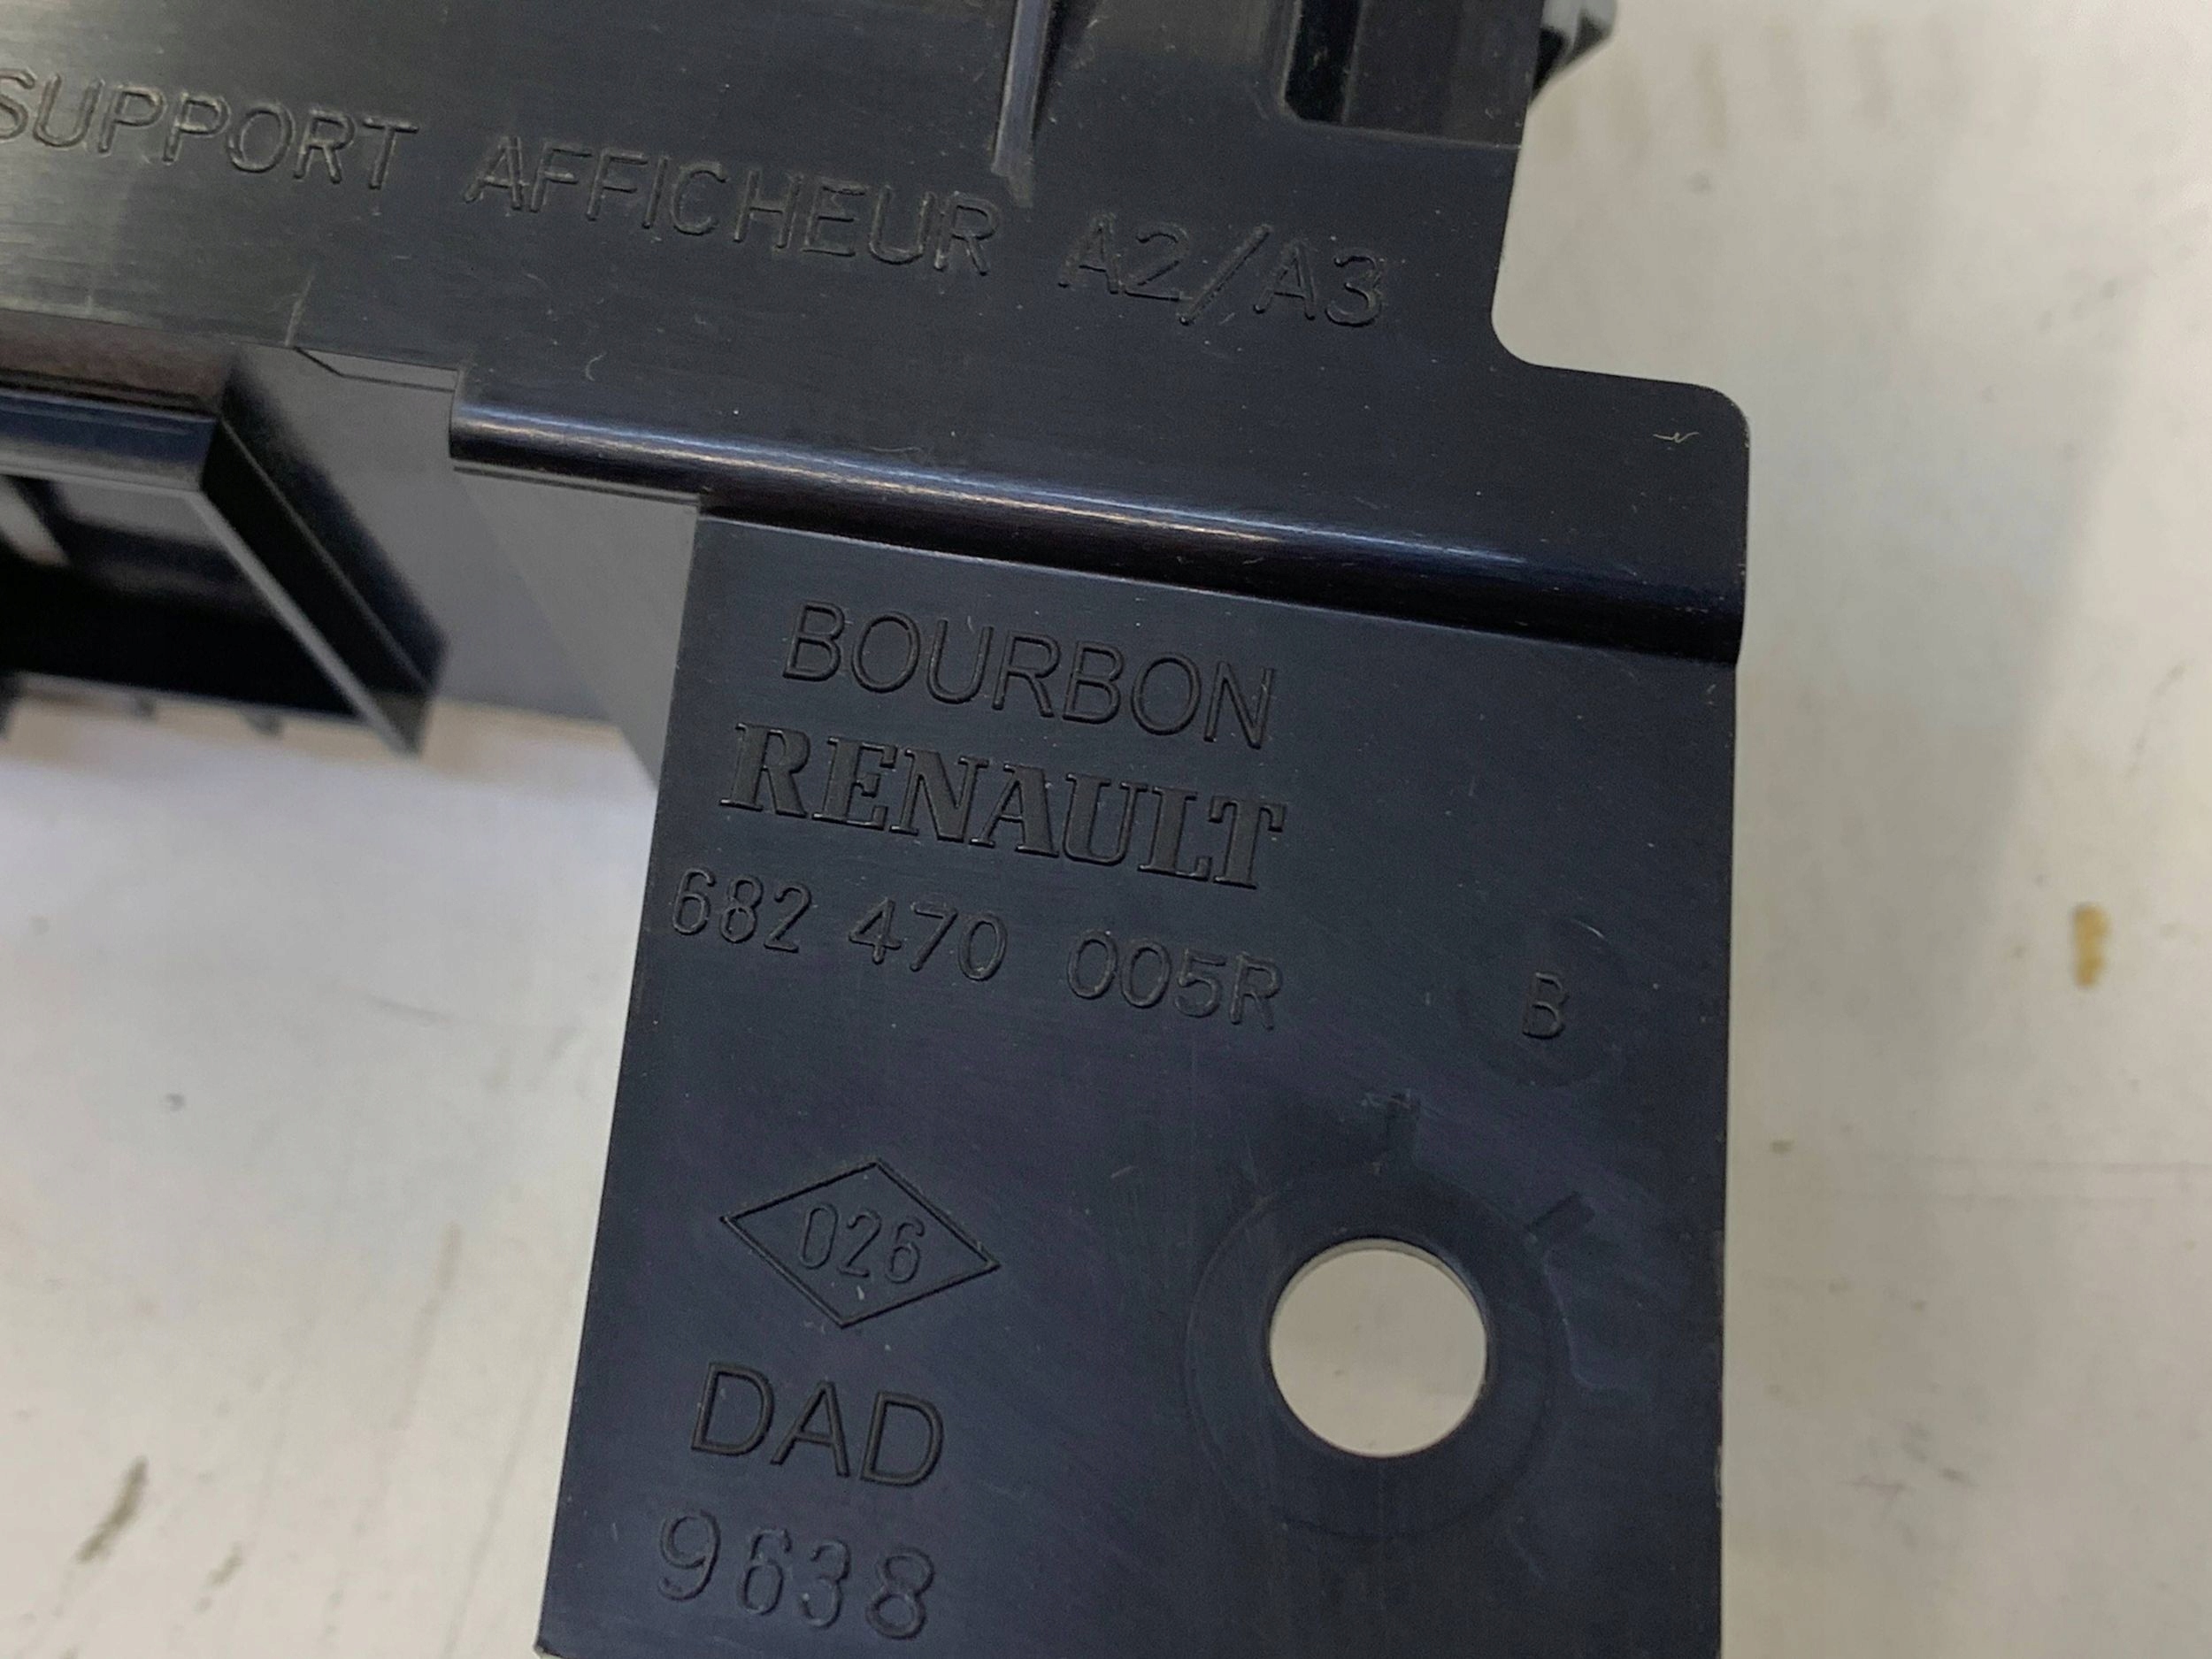 SUPPORT AFFICHEUR A2/A3
BOURBON
RENAULT
682 470 005R B
026
DAD
9638